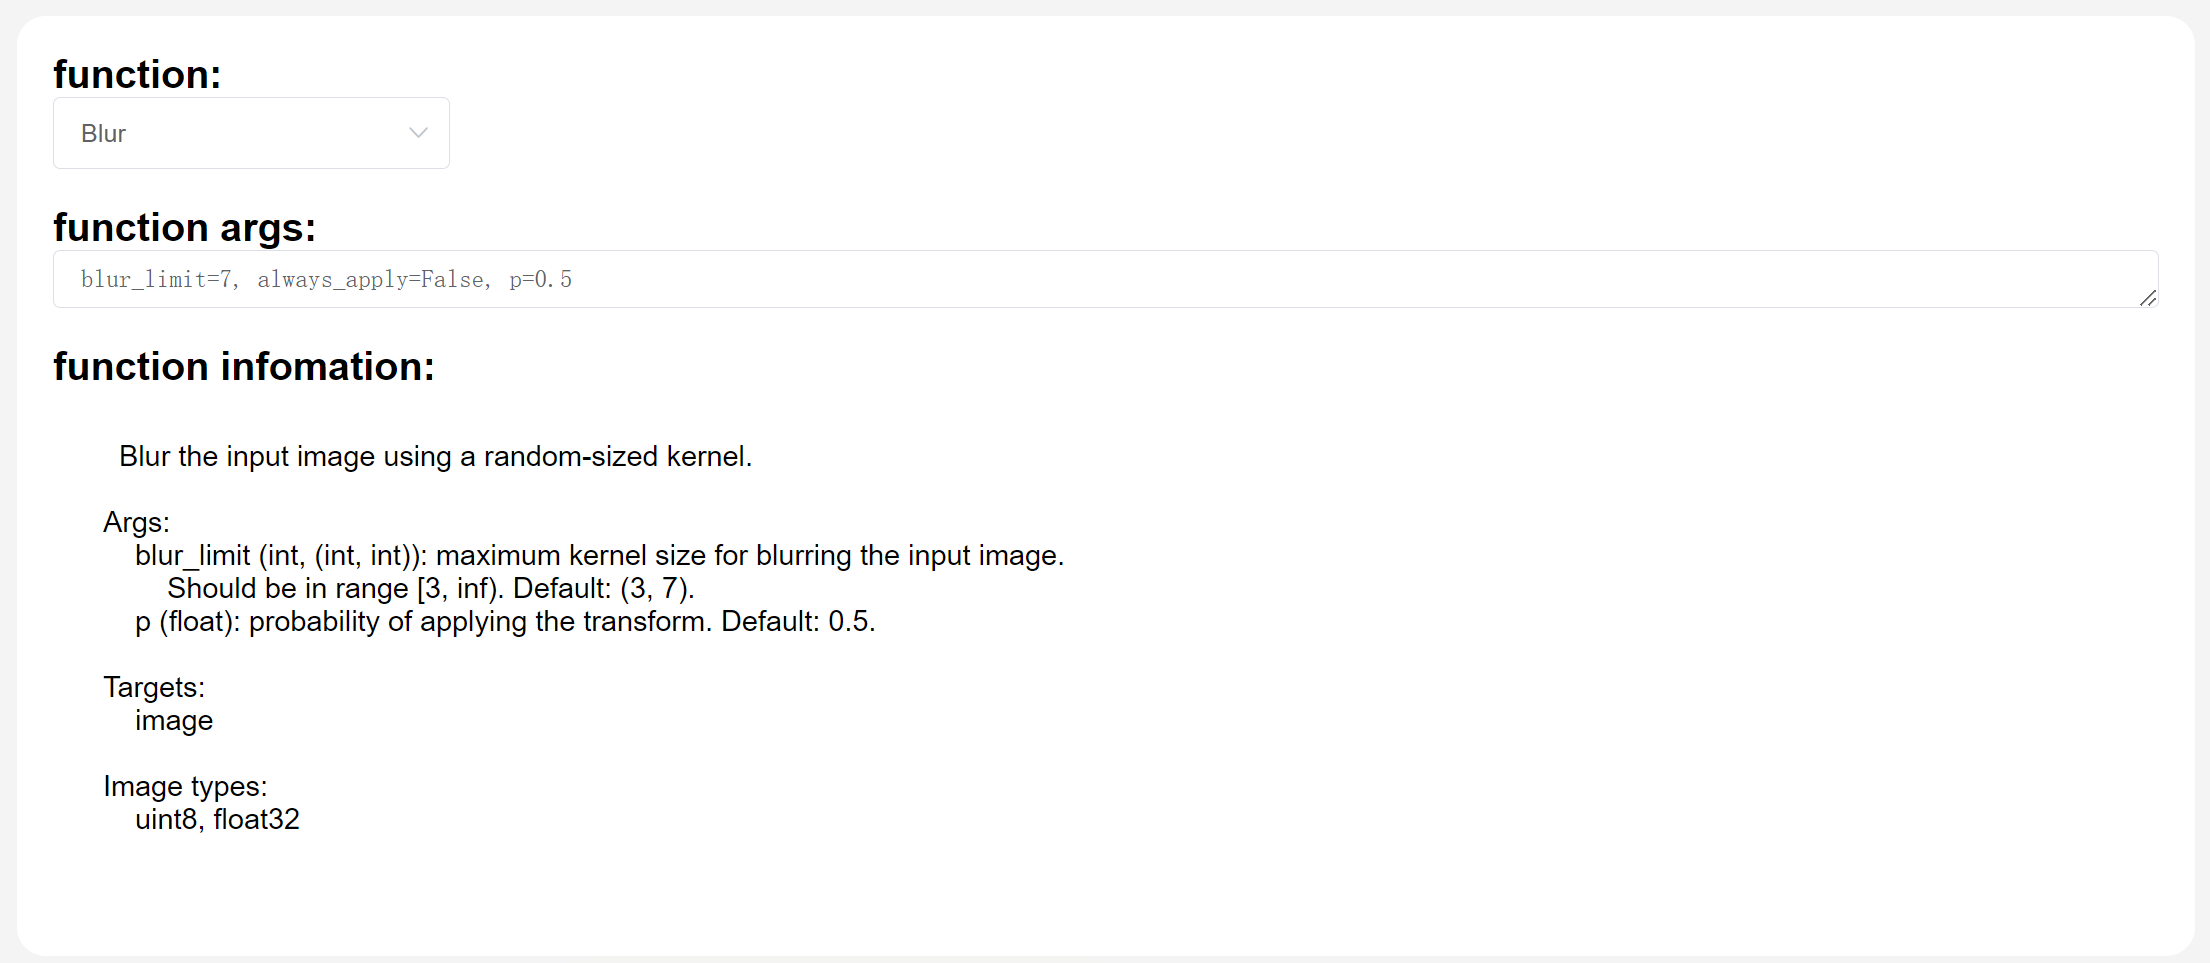 function:
Blur
function args:
blur_limit=7, always_apply=False, p=0.5
function infomation:
Blur the input image using a random-sized kernel.
Args:
blur_limit (int, (int, int)): maximum kernel size for blurring the input image.
Should be in range [3, inf). Default: (3, 7).
p (float): probability of applying the transform. Default: 0.5.
Targets:
image
Image types:
uint8, float32